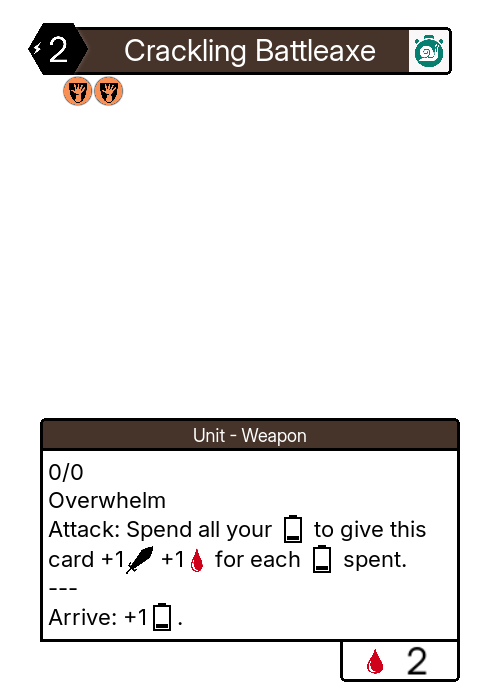 2
Crackling Battleaxe
Unit - Weapon
0/0
Overwhelm
Attack: Spend all your to give this
card +1 +1 for each spent.
---
Arrive: +1 .
2